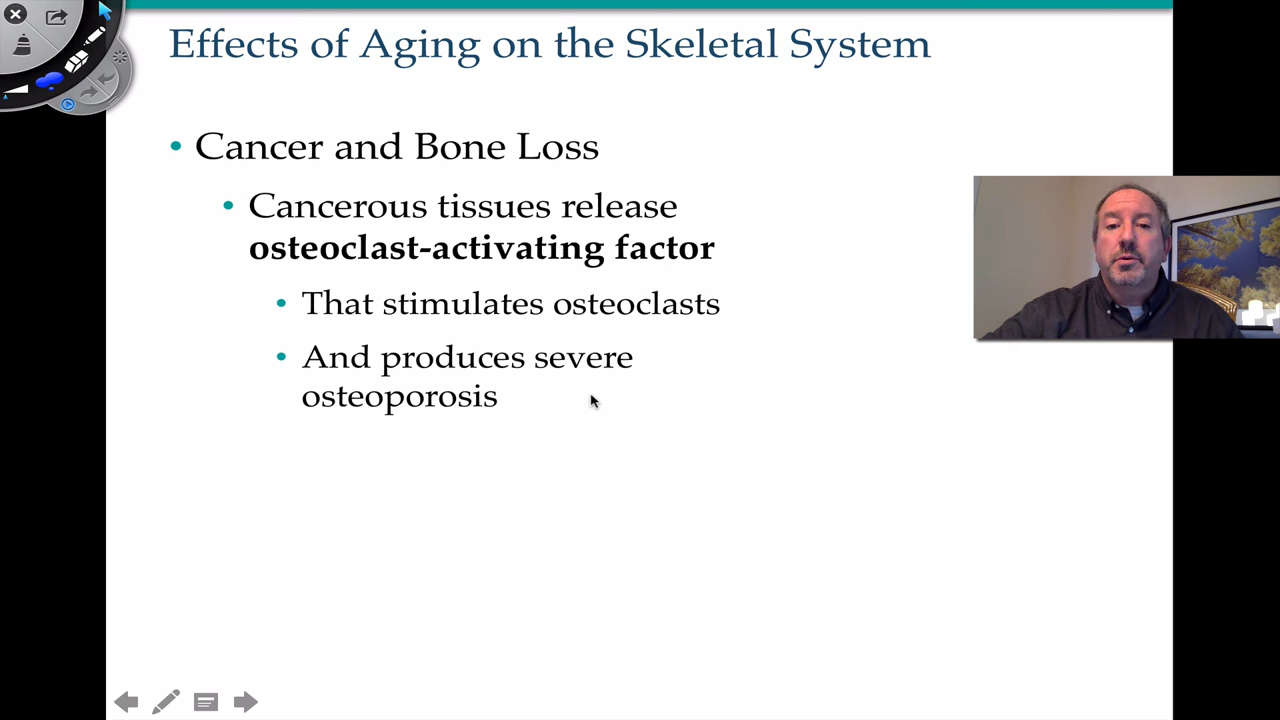 Effects of Aging on the Skeletal System
• Cancer and Bone Loss
• Cancerous tissues release
osteoclast-activating factor
• That stimulates osteoclasts
• And produces severe
osteoporosis